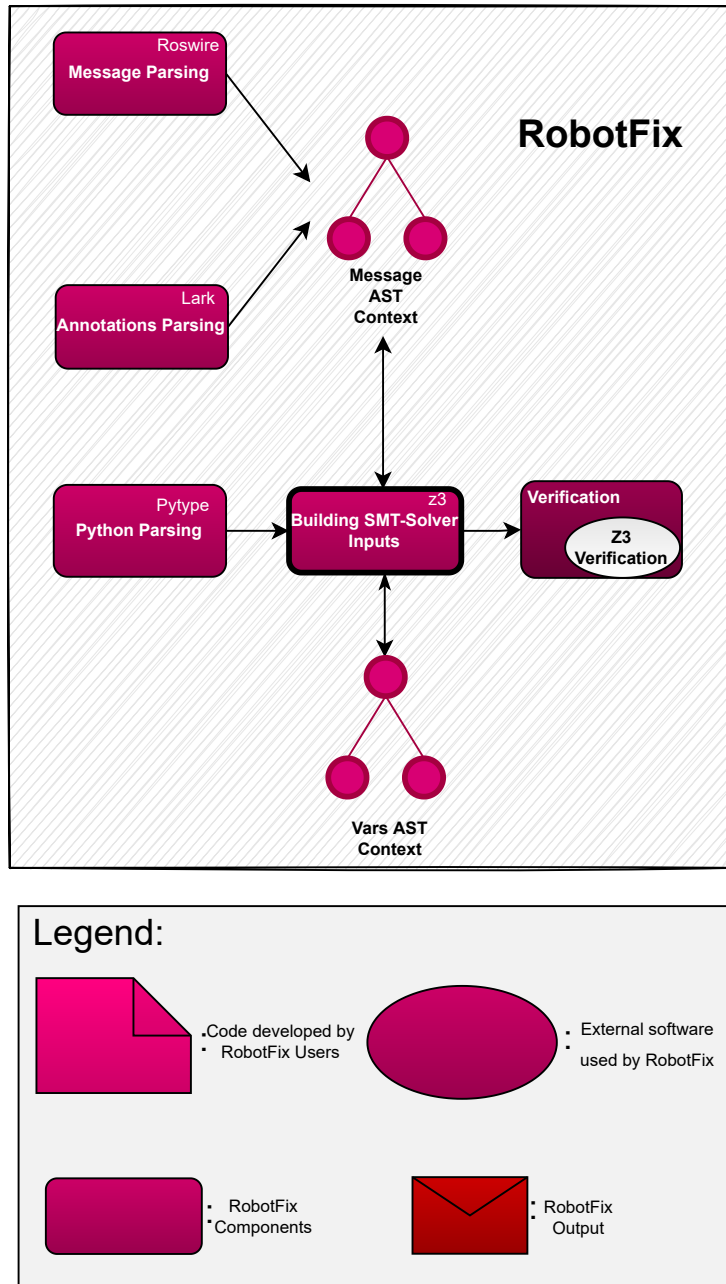 Roswire
Message Parsing
RobotFix
Message
AST
Context
Lark
Annotations Parsing
Pytype
Python Parsing
z3
Building SMT-Solver
Inputs
Verification
Z3
Verification
Vars AST
Context
Legend:
: Code developed by
RobotFix Users
: External software
used by RobotFix
: RobotFix
Components
: RobotFix
Output